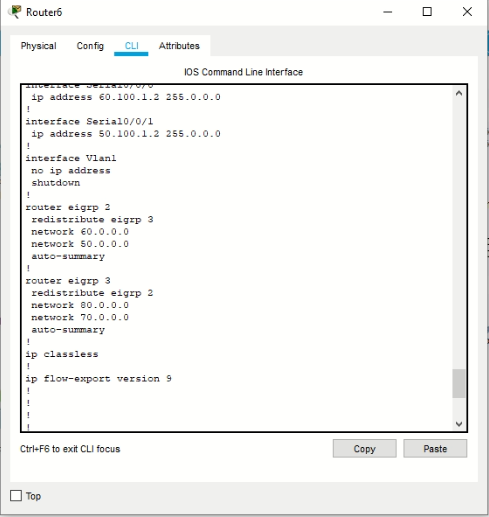 Router6
Physical Config CLI Attributes
IOS Command Line Interface
interface Serial0/0/0
ip address 60.100.1.2 255.0.0.0
!
interface Serial0/0/1
ip address 50.100.1.2 255.0.0.0
!
interface Vlan1
no ip address
shutdown
!
router eigrp 2
redistribute eigrp 3
network 60.0.0.0
network 50.0.0.0
auto-summary
!
router eigrp 3
redistribute eigrp 2
network 80.0.0.0
network 70.0.0.0
auto-summary
!
ip classless
!
ip flow-export version 9
!
!
!
!
Ctrl+F6 to exit CLI focus
Copy Paste
Top